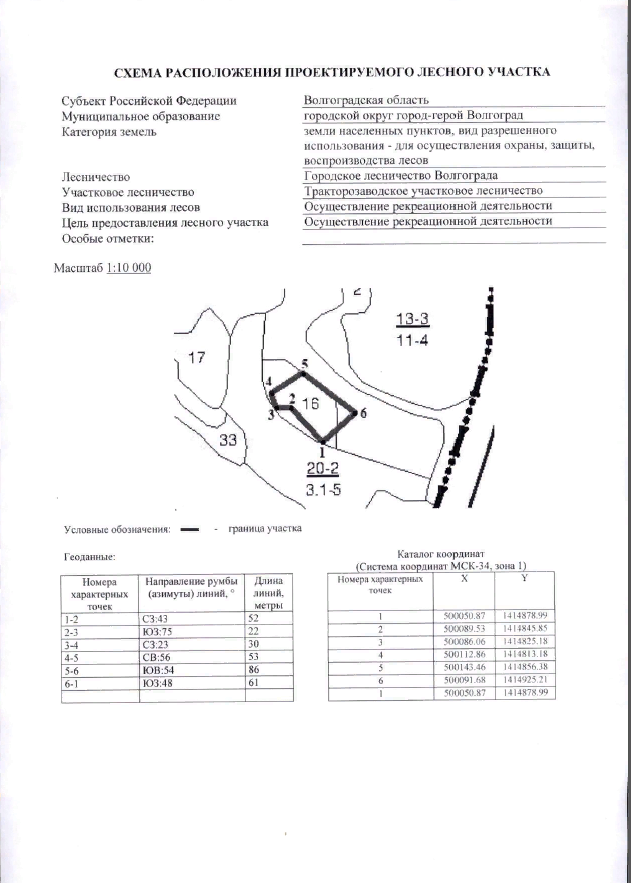 СХЕМА РАСПОЛОЖЕНИЯ ПРОЕКТИРУЕМОГО ЛЕСНОГО УЧАСТКА
Субъект Российской Федерации Волгоградская область
Муниципальное образование городской округ город-герой Волгоград
Категория земель земли населенных пунктов, вид разрешенного
использования - для осуществления охраны, защиты,
воспроизводства лесов
Лесничество Городское лесничество Волгограда
Участковое лесничество Тракторозаводское участковое лесничество
Вид использования лесов Осуществление рекреационной деятельности
Цель предоставления лесного участка Осуществление рекреационной деятельности
Особые отметки:
Масштаб 1:10 000
2
13-3
11-4
17
5
4
3
2
16
6
33
1
20-2
3.1-5
Условные обозначения: - граница участка
Геоданные:
Номера характерных точек Направление румбы (азимуты) линий, ° Длина линий, метры
1-2 СЗ:43 52
2-3 ЮЗ:75 22
3-4 СЗ:23 30
4-5 СВ:56 53
5-6 ЮВ:54 86
6-1 ЮЗ:48 61
Каталог координат
(Система координат МСК-34, зона 1)
Номера характерных точек X Y
1 500050.87 1414878.99
2 500089.53 1414845.85
3 500086.06 1414825.18
4 500112.86 1414813.18
5 500143.46 1414856.38
6 500091.68 1414925.21
1 500050.87 1414878.99